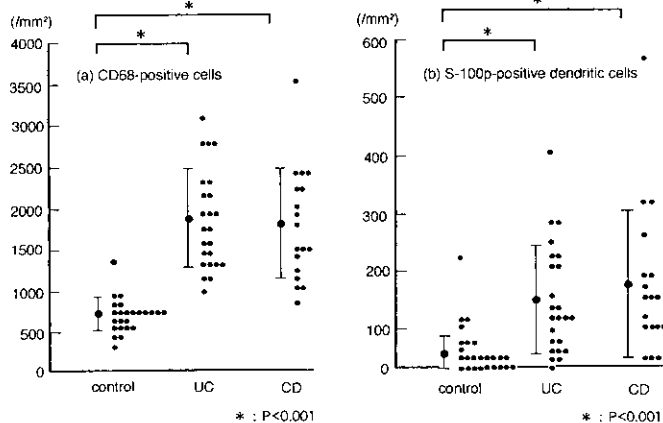 (/mm²)
*
*
(a) CD68-positive cells
4000
3500
3000
2500
2000
1500
1000
500
0
control
UC
CD
* : P<0.001
(/mm²)
*
*
(b) S-100p-positive dendritic cells
600
500
400
300
200
100
0
control
UC
CD
* : P<0.001